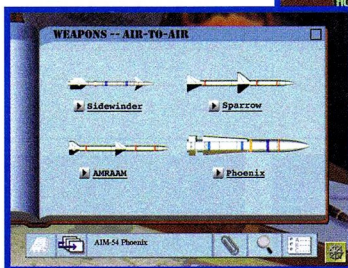 WEAPONS -- AIR-TO-AIR
Sidewinder Sparrow
AMRAAM Phoenix
AIM-54 Phoenix